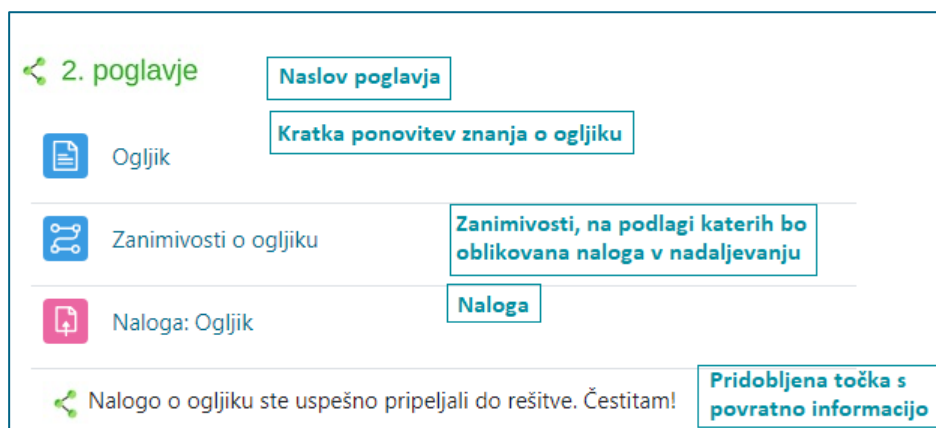 2. poglavje
Naslov poglavja
Kratka ponovitev znanja o ogljiku
Ogljik
Zanimivosti o ogljiku
Zanimivosti, na podlagi katerih bo
oblikovana naloga v nadaljevanju
Naloga
Naloga: Ogljik
Nalogo o ogljiku ste uspešno pripeljali do rešitve. Čestitam!
Pridobljena točka s
povratno informacijo